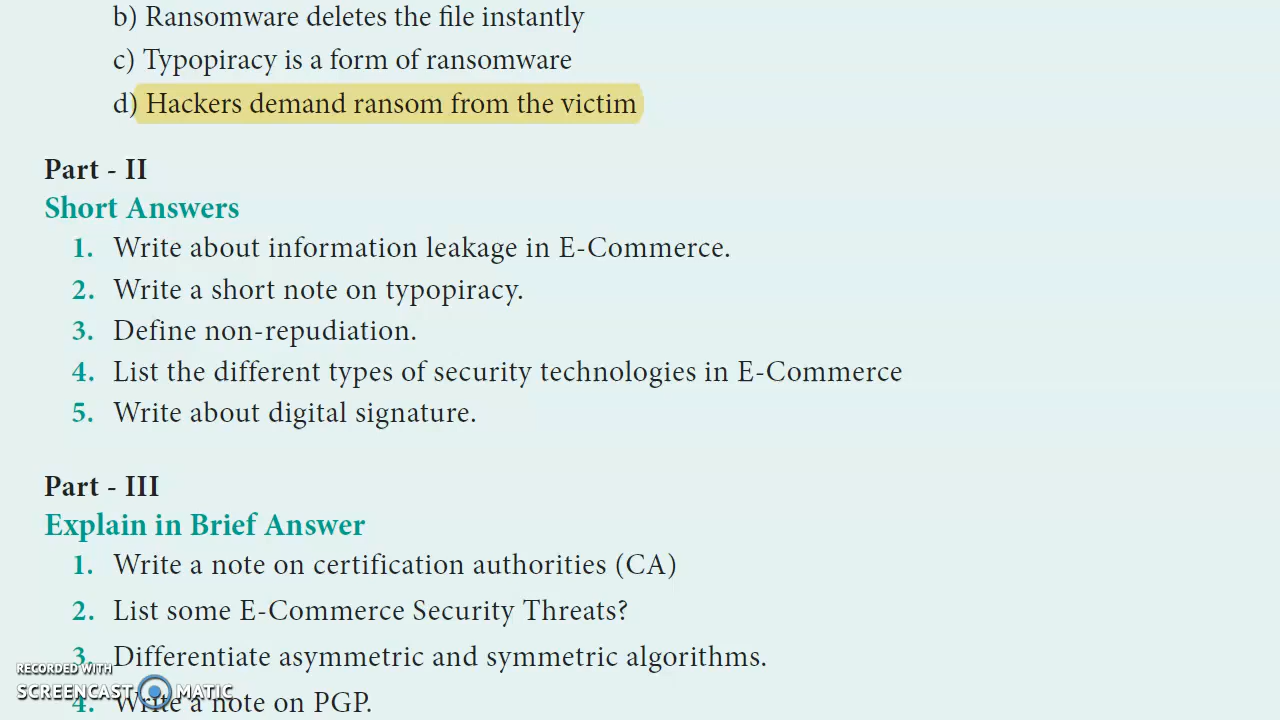 b) Ransomware deletes the file instantly
c) Typopiracy is a form of ransomware
d) Hackers demand ransom from the victim
Part - II
Short Answers
1. Write about information leakage in E-Commerce.
2. Write a short note on typopiracy.
3. Define non-repudiation.
4. List the different types of security technologies in E-Commerce
5. Write about digital signature.
Part - III
Explain in Brief Answer
1. Write a note on certification authorities (CA)
2. List some E-Commerce Security Threats?
3. Differentiate asymmetric and symmetric algorithms.
4. Write a note on PGP.
RECORDED WITH
SCREENCAST MATIC